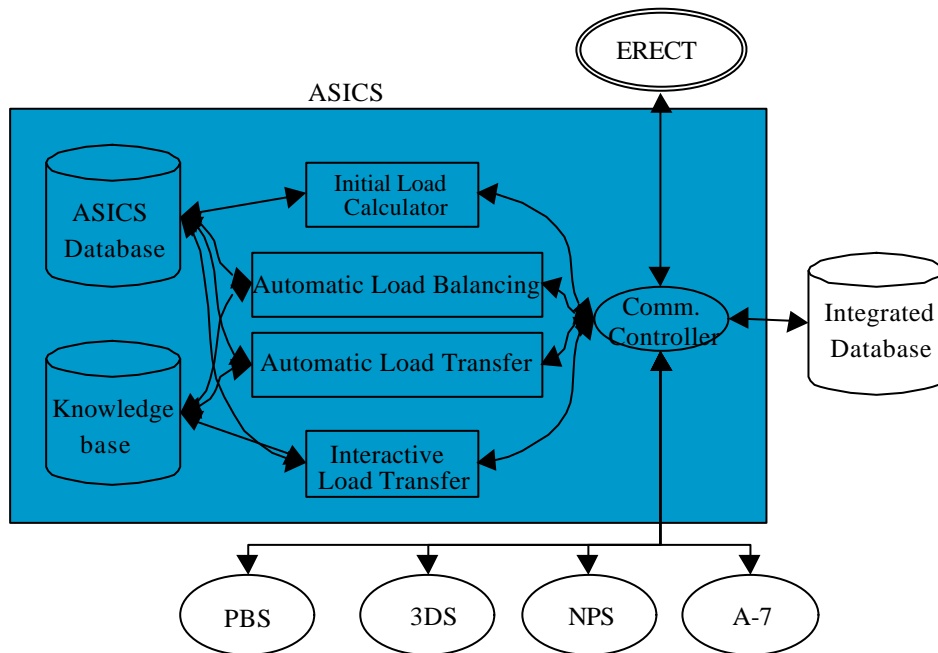 ERECT
ASICS
Initial Load
Calculator
ASICS
Database
Automatic Load Balancing
Comm.
Controller
Integrated
Database
Automatic Load Transfer
Knowledge
base
Interactive
Load Transfer
PBS
3DS
NPS
A-7